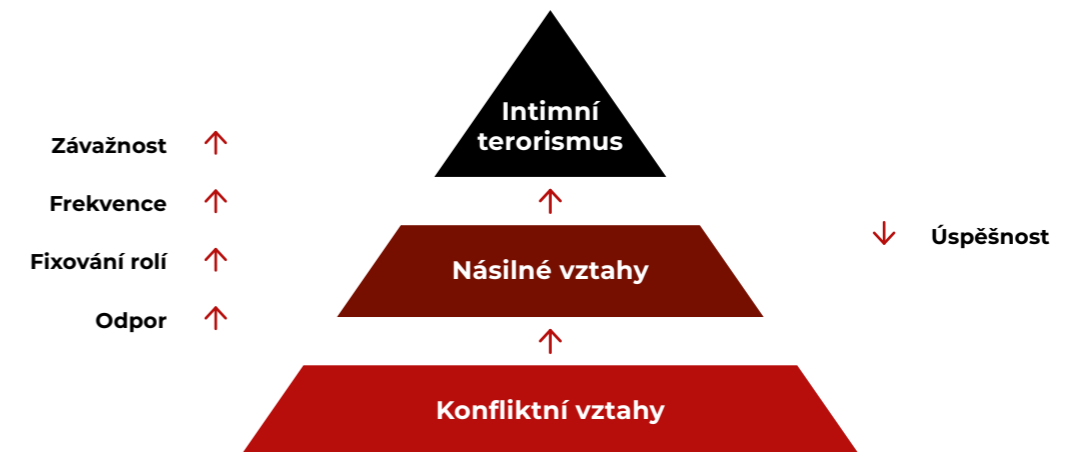 Intimní
terorismus
Závažnost
Frekvence
Fixování rolí
Odpor
Úspěšnost
Násilné vztahy
Konfliktní vztahy